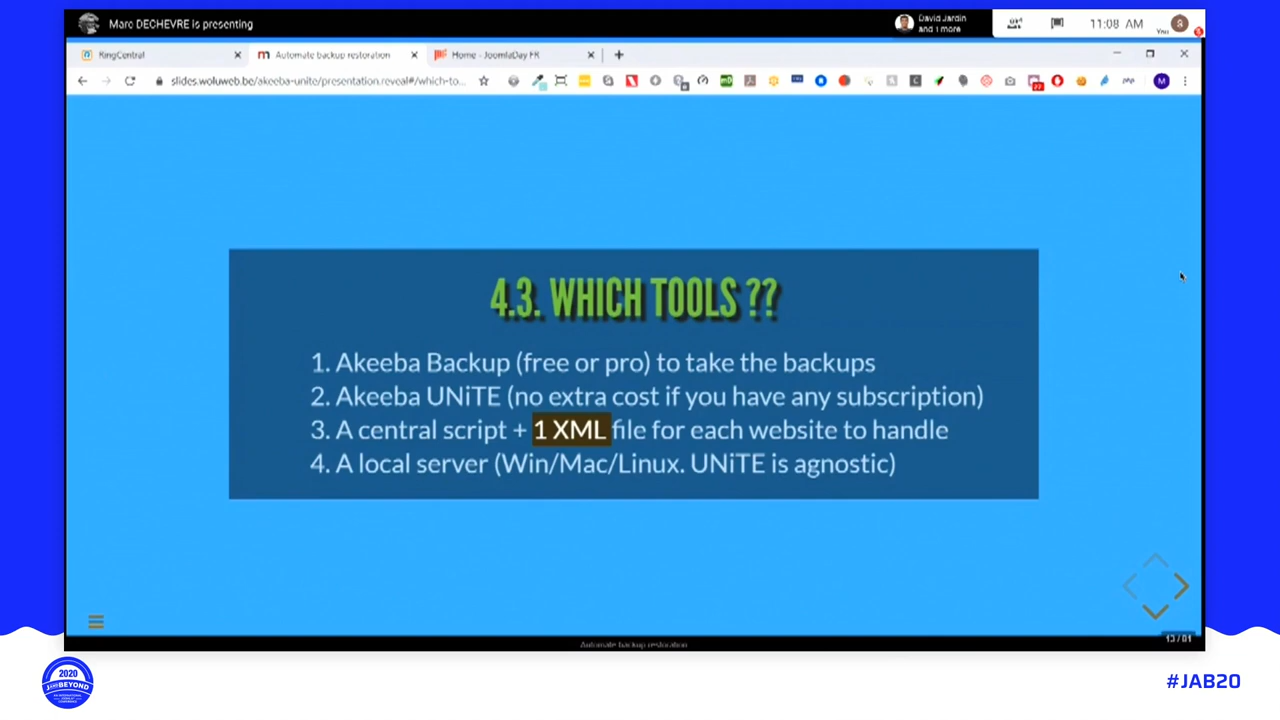 Marc DECHEVRE is presenting
David Jardin
and 1 more
11:08 AM
You
S
RingCentral
Automate backup restoration
Home - JoomlaDay FR
slides.woluweb.be/akeeba-unite/presentation.reveal#/which-to...
M
4.3. WHICH TOOLS ??
1. Akeeba Backup (free or pro) to take the backups
2. Akeeba UNiTE (no extra cost if you have any subscription)
3. A central script + 1 XML file for each website to handle
4. A local server (Win/Mac/Linux. UNiTE is agnostic)
Automate backup restoration
2020
JANDBEYOND
#JAB20